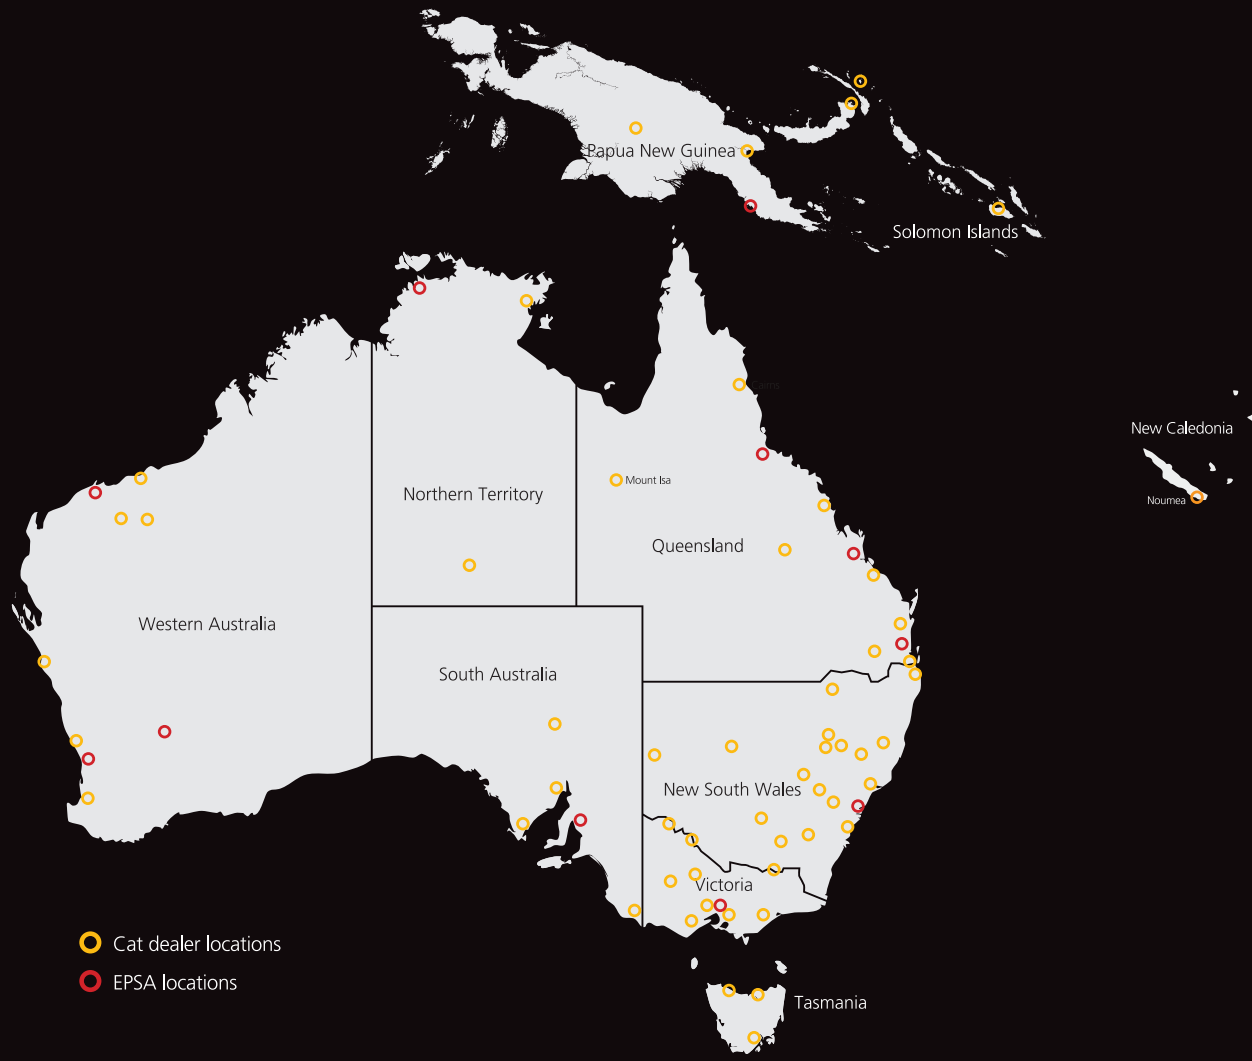 Papua New Guinea
Solomon Islands
Cairns
New Caledonia
Mount Isa
Northern Territory
Noumea
Queensland
Western Australia
South Australia
New South Wales
Victoria
Cat dealer locations
EPSA locations
Tasmania